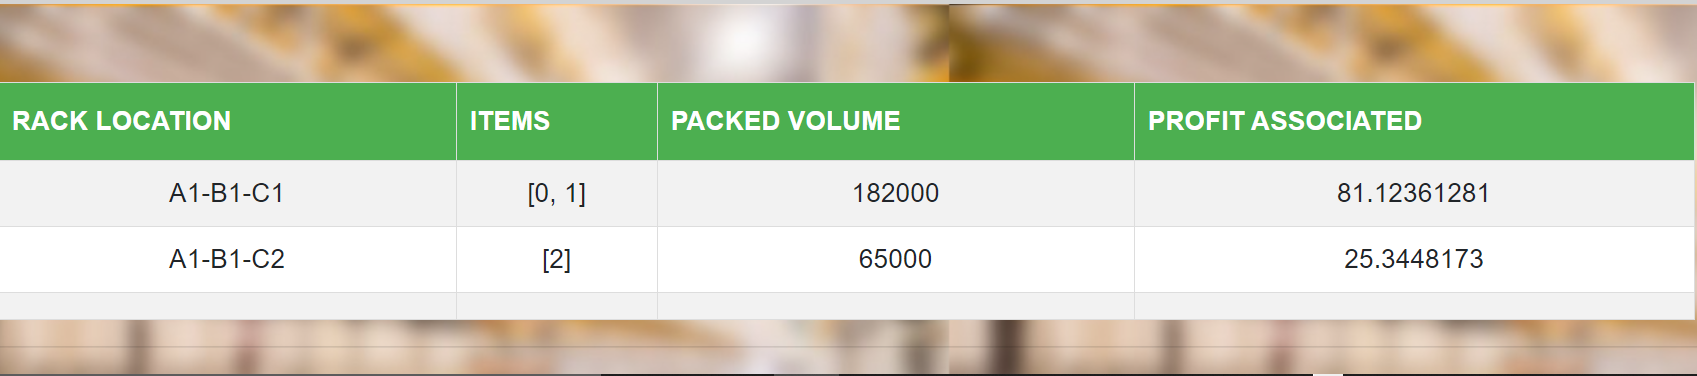 RACK LOCATION ITEMS PACKED VOLUME PROFIT ASSOCIATED
A1-B1-C1 [0, 1] 182000 81.12361281
A1-B1-C2 [2] 65000 25.3448173